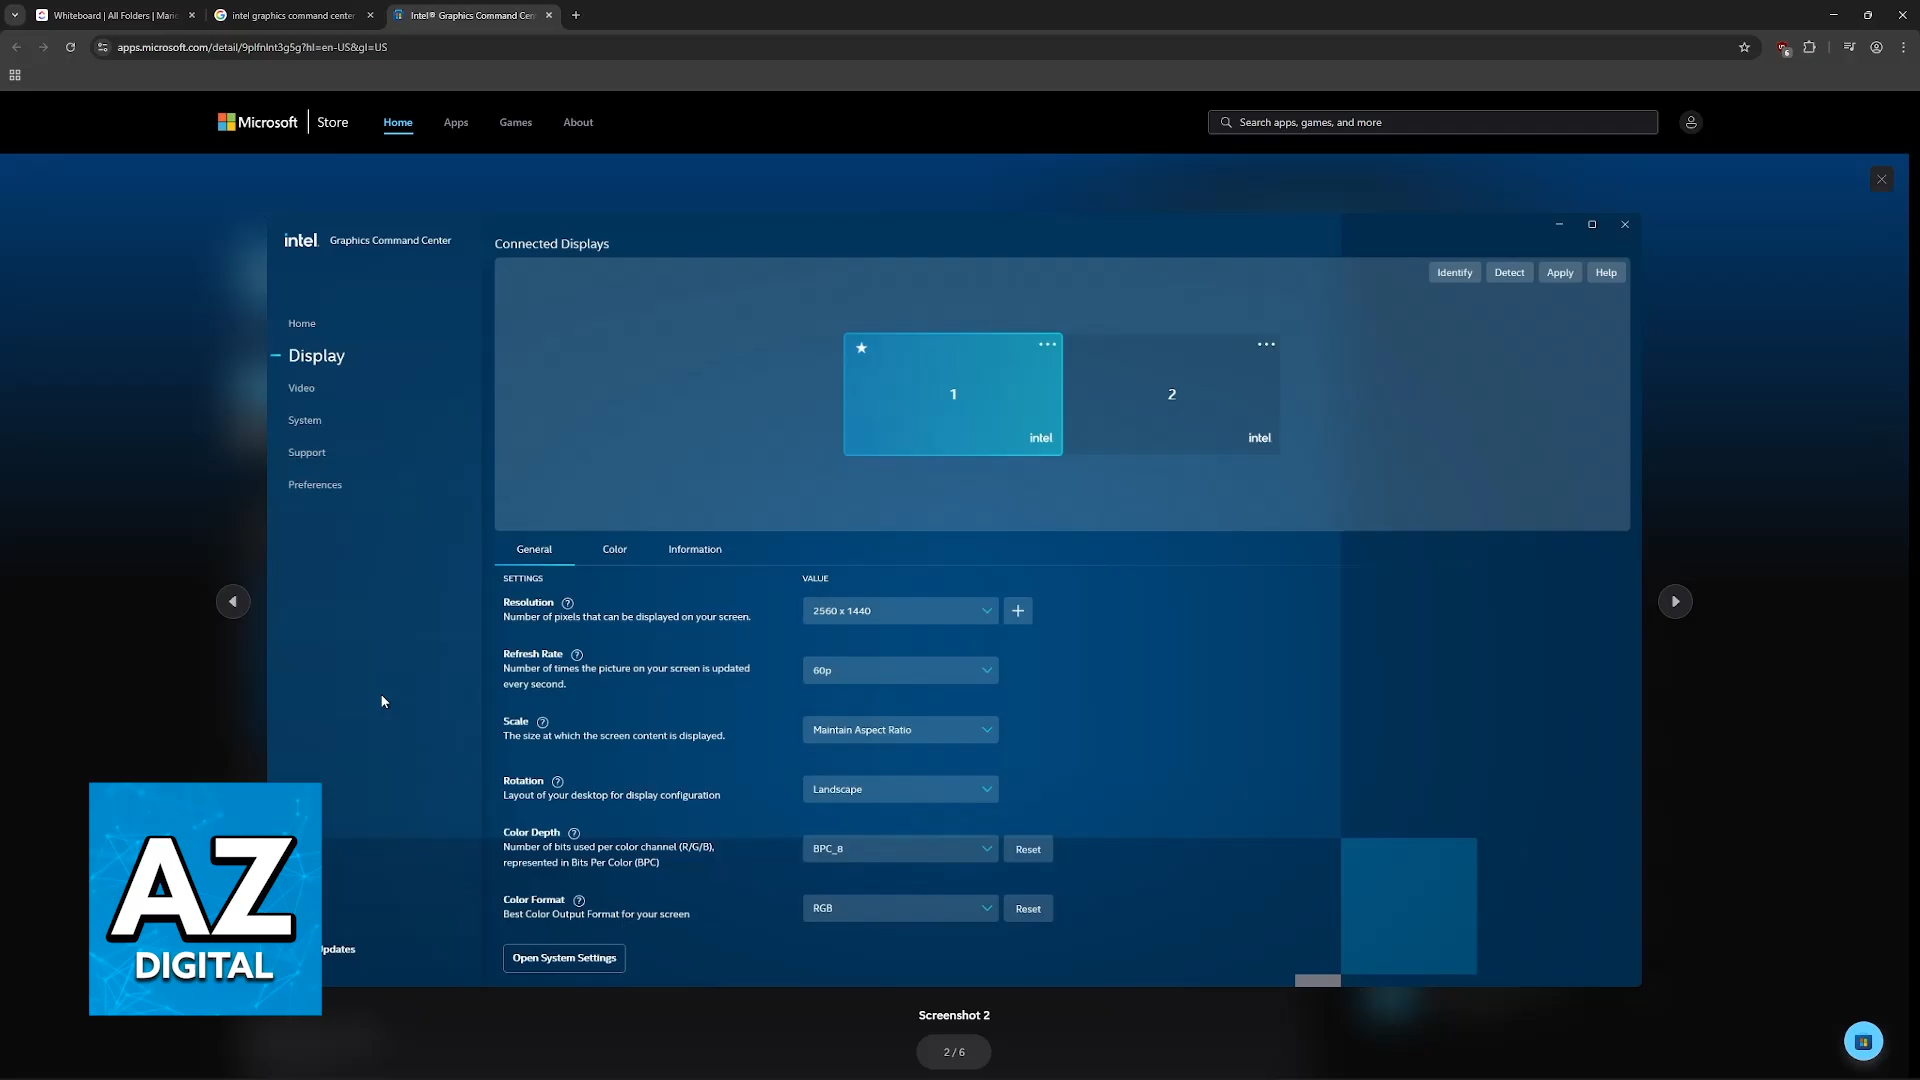 Whiteboard | All Folders | Mari
intel graphics command center
Intel® Graphics Command Cen
apps.microsoft.com/detail/9plfnlnt3g5g?hl=en-US&gl=US
6
Microsoft | Store
Home
Apps
Games
About
Search apps, games, and more
intel. Graphics Command Center
Connected Displays
Identify
Detect
Apply
Help
Home
Display
Video
System
Support
Preferences
1
intel
2
intel
General
Color
Information
SETTINGS
VALUE
Resolution
Number of pixels that can be displayed on your screen.
2560 x 1440
Refresh Rate
Number of times the picture on your screen is updated
every second.
60p
Scale
The size at which the screen content is displayed.
Maintain Aspect Ratio
Rotation
Layout of your desktop for display configuration
Landscape
Color Depth
Number of bits used per color channel (R/G/B),
represented in Bits Per Color (BPC)
BPC_8
Reset
Color Format
Best Color Output Format for your screen
RGB
Reset
Open System Settings
pdates
AZ
DIGITAL
Screenshot 2
2 / 6